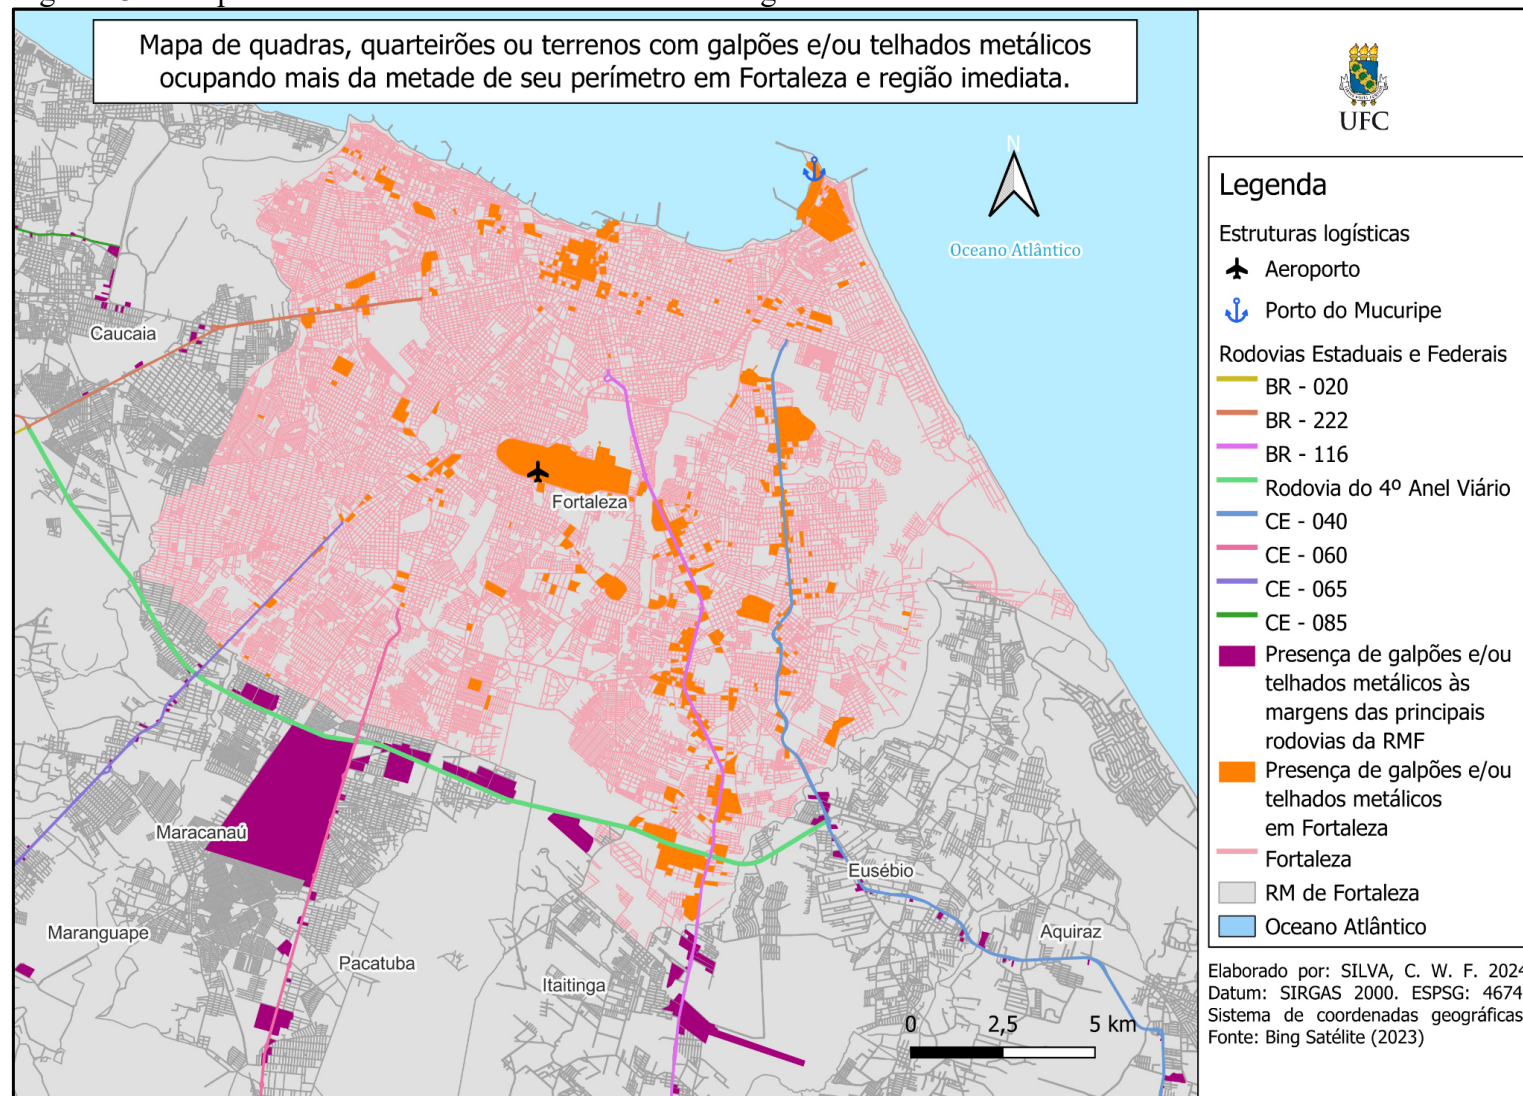 Mapa de quadras, quarteirões ou terrenos com galpões e/ou telhados metálicos
ocupando mais da metade de seu perímetro em Fortaleza e região imediata.
UFC
N
Oceano Atlântico
Caucaia
Fortaleza
Maracanaú
Maranguape
Pacatuba
Itaitinga
Eusébio
Aquiraz
0 2,5 5 km
Legenda
Estruturas logísticas
Aeroporto
Porto do Mucuripe
Rodovias Estaduais e Federais
BR - 020
BR - 222
BR - 116
Rodovia do 4º Anel Viário
CE - 040
CE - 060
CE - 065
CE - 085
Presença de galpões e/ou
telhados metálicos às
margens das principais
rodovias da RMF
Presença de galpões e/ou
telhados metálicos
em Fortaleza
Fortaleza
RM de Fortaleza
Oceano Atlântico
Elaborado por: SILVA, C. W. F. 2024
Datum: SIRGAS 2000. ESPSG: 4674
Sistema de coordenadas geográficas
Fonte: Bing Satélite (2023)